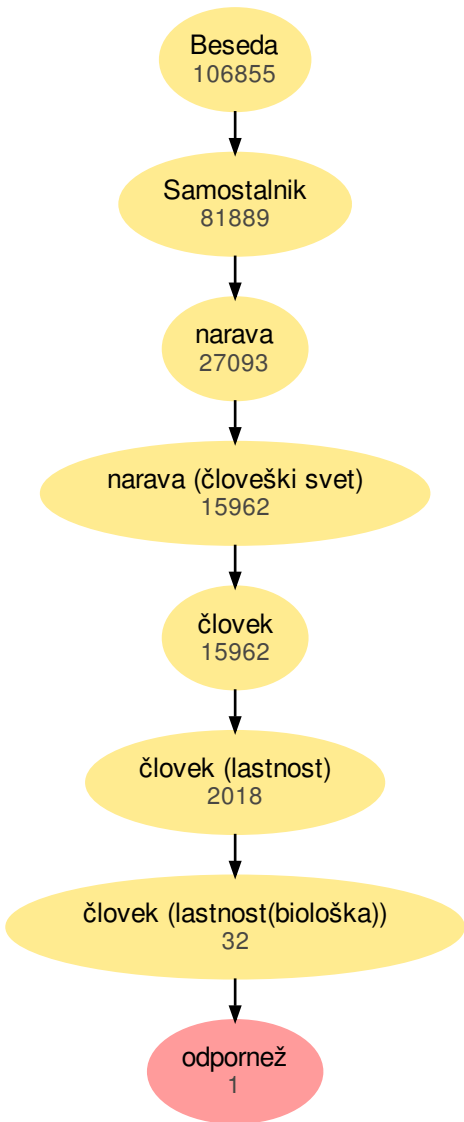 Beseda
106855
Samostalnik
81889
narava
27093
narava (človeški svet)
15962
človek
15962
človek (lastnost)
2018
človek (lastnost(biološka))
32
odpornež
1